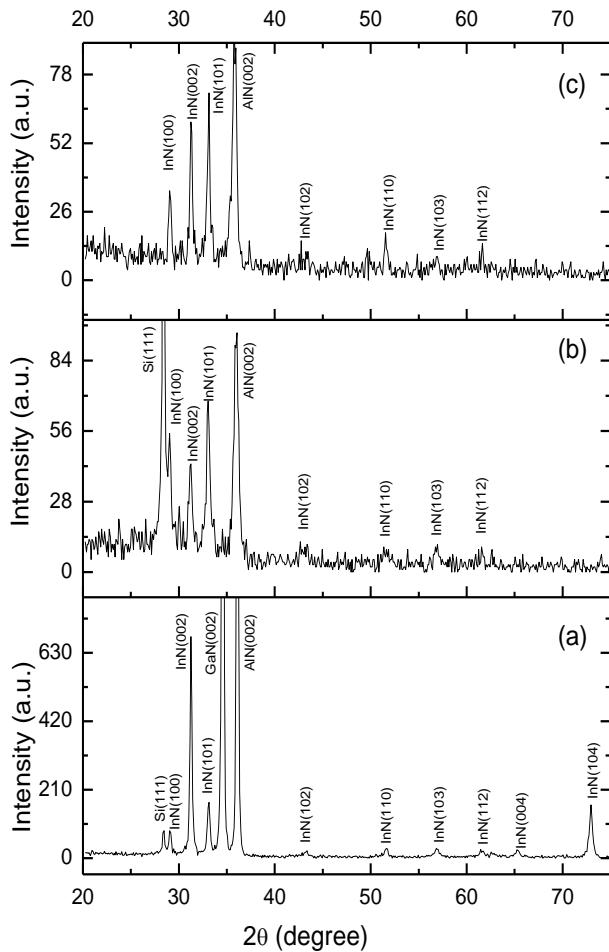 20 30 40 50 60 70
(c)
Intensity (a.u.)
78
52
26
0
InN(100)
InN(002)
InN(101)
AlN(002)
InN(102)
InN(110)
InN(103)
InN(112)
(b)
Intensity (a.u.)
84
56
28
0
Si(111)
InN(100)
InN(002)
InN(101)
AlN(002)
InN(102)
InN(110)
InN(103)
InN(112)
(a)
Intensity (a.u.)
630
420
210
0
Si(111)
InN(100)
InN(002)
InN(101)
GaN(002)
AlN(002)
InN(102)
InN(110)
InN(103)
InN(112)
InN(004)
InN(104)
20 30 40 50 60 70
2θ (degree)